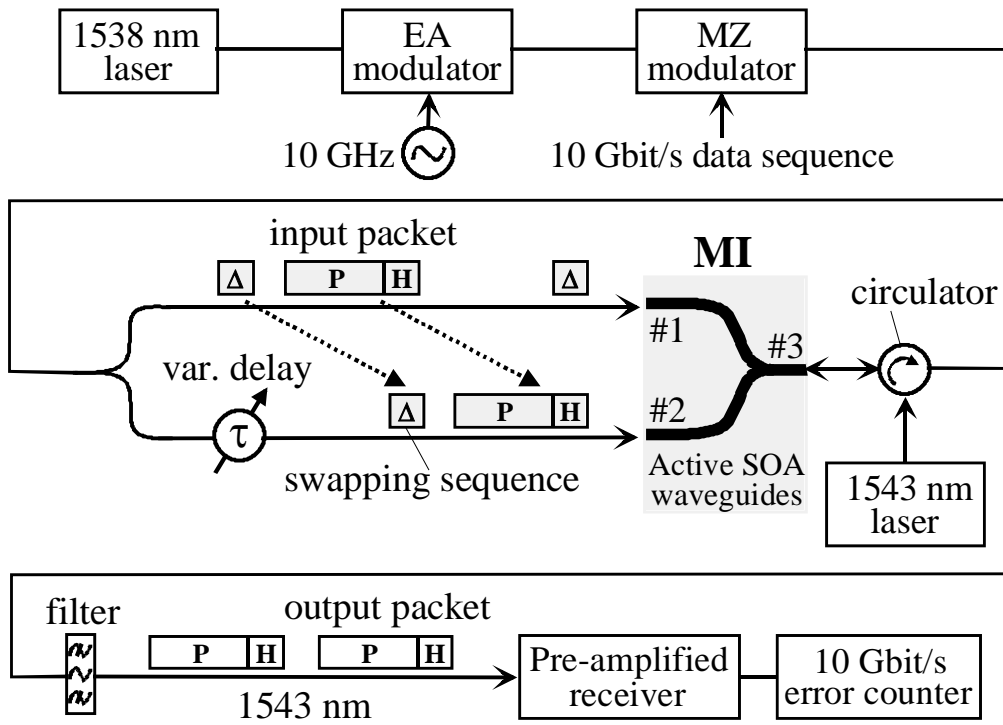 1538 nm
laser
EA
modulator
MZ
modulator
10 GHz
10 Gbit/s data sequence
input packet
Δ
P H
Δ
MI
#1
#3
circulator
var. delay
τ
Δ
P H
#2
swapping sequence
Active SOA
waveguides
1543 nm
laser
filter
output packet
P H
P H
1543 nm
Pre-amplified
receiver
10 Gbit/s
error counter